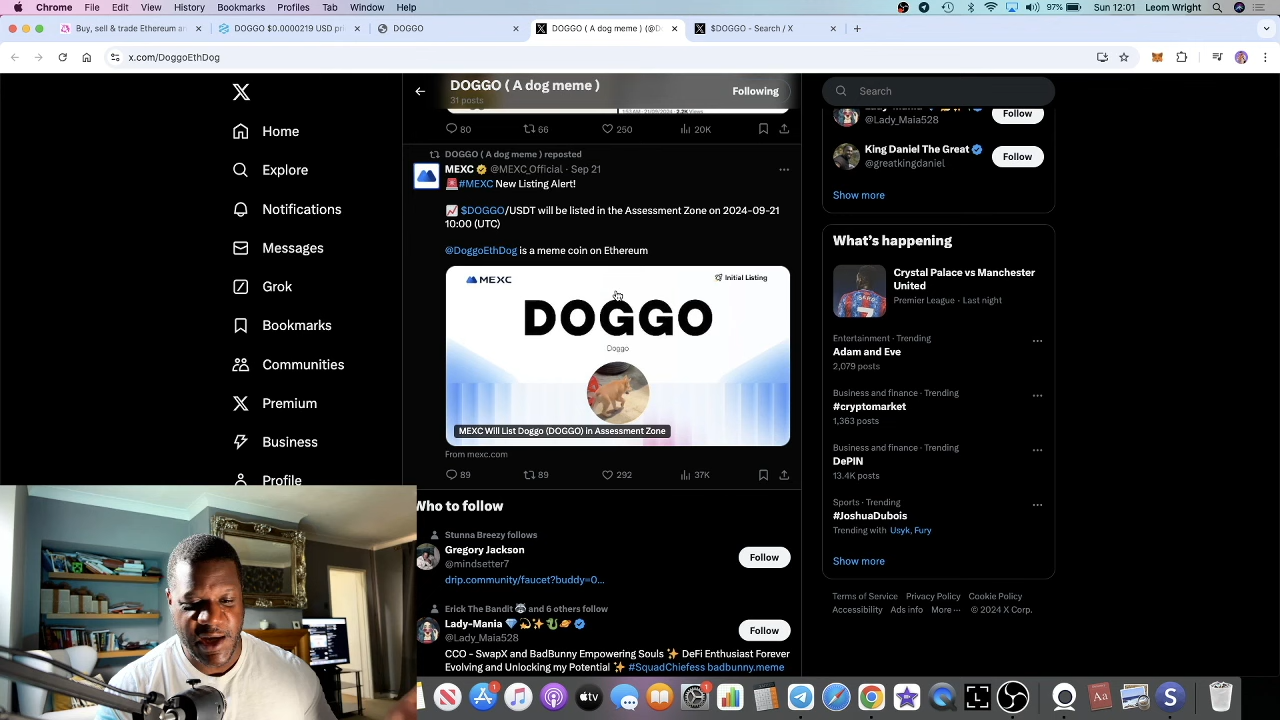 Chrome File Edit View History Bookmarks Profiles Tab Window Help
97% Sun 12:01 Leom Wright
Buy, sell & trade Ethereum an
DOGGO $0.0000219 USD pri
DOGGO
DOGGO ( A dog meme ) (@D
$DOGGO - Search / X
x.com/DoggoEthDog
Home
Explore
Notifications
Messages
Grok
Bookmarks
Communities
Premium
Business
Profile
DOGGO ( A dog meme )
31 posts
Following
80 66 250 20K
DOGGO ( A dog meme ) reposted
MEXC @MEXC_Official · Sep 21
🚨#MEXC New Listing Alert!
📈 $DOGGO/USDT will be listed in the Assessment Zone on 2024-09-21
10:00 (UTC)
@DoggoEthDog is a meme coin on Ethereum
MEXC
Initial Listing
DOGGO
Doggo
MEXC Will List Doggo (DOGGO) in Assessment Zone
From mexc.com
89 89 292 37K
Who to follow
Stunna Breezy follows
Gregory Jackson
@mindsetter7
Follow
drip.community/faucet?buddy=0...
Erick The Bandit and 6 others follow
Lady-Mania
@Lady_Maia528
Follow
CCO - SwapX and BadBunny Empowering Souls ✨ DeFi Enthusiast Forever
Evolving and Unlocking my Potential ✨ #SquadChiefess badbunny.meme
Search
@Lady_Maia528
Follow
King Daniel The Great
@greatkingdaniel
Follow
Show more
What's happening
Crystal Palace vs Manchester
United
Premier League · Last night
Entertainment · Trending
Adam and Eve
2,079 posts
Business and finance · Trending
#cryptomarket
1,363 posts
Business and finance · Trending
DePIN
13.4K posts
Sports · Trending
#JoshuaDubois
Trending with Usyk, Fury
Show more
Terms of Service Privacy Policy Cookie Policy
Accessibility Ads info More ··· © 2024 X Corp.